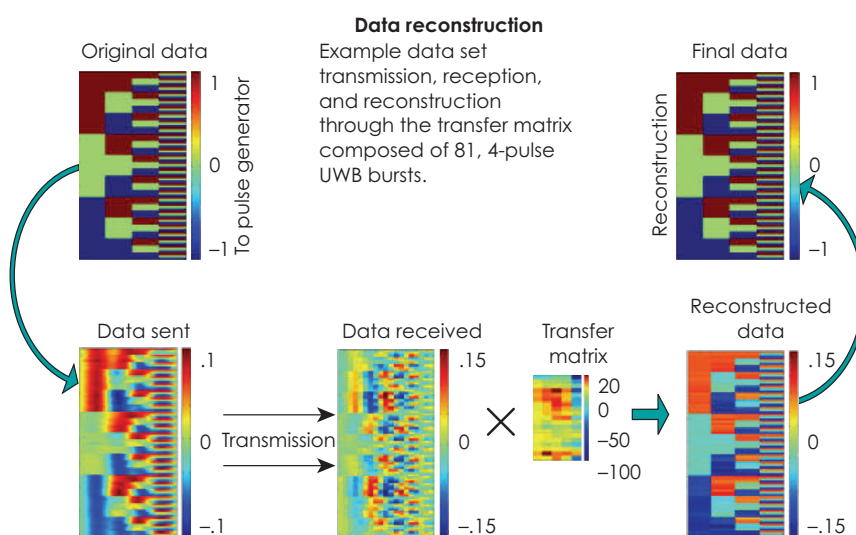 Data reconstruction
Original data
1
0
–1
To pulse generator
Example data set
transmission, reception,
and reconstruction
through the transfer matrix
composed of 81, 4-pulse
UWB bursts.
Final data
Reconstruction
1
0
–1
Data sent
.1
0
–.1
Transmission
Data received
.15
0
–.15
Transfer
matrix
20
0
–50
–100
Reconstructed
data
.15
0
–.15